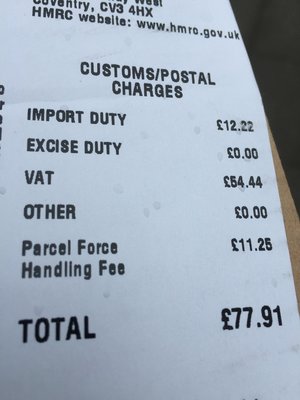 Coventry, CV3 4HX
HMRC website: www.hmrc.gov.uk
CUSTOMS/POSTAL
CHARGES
IMPORT DUTY £12.22
EXCISE DUTY £0.00
VAT £54.44
OTHER £0.00
Parcel Force £11.25
Handling Fee
TOTAL £77.91